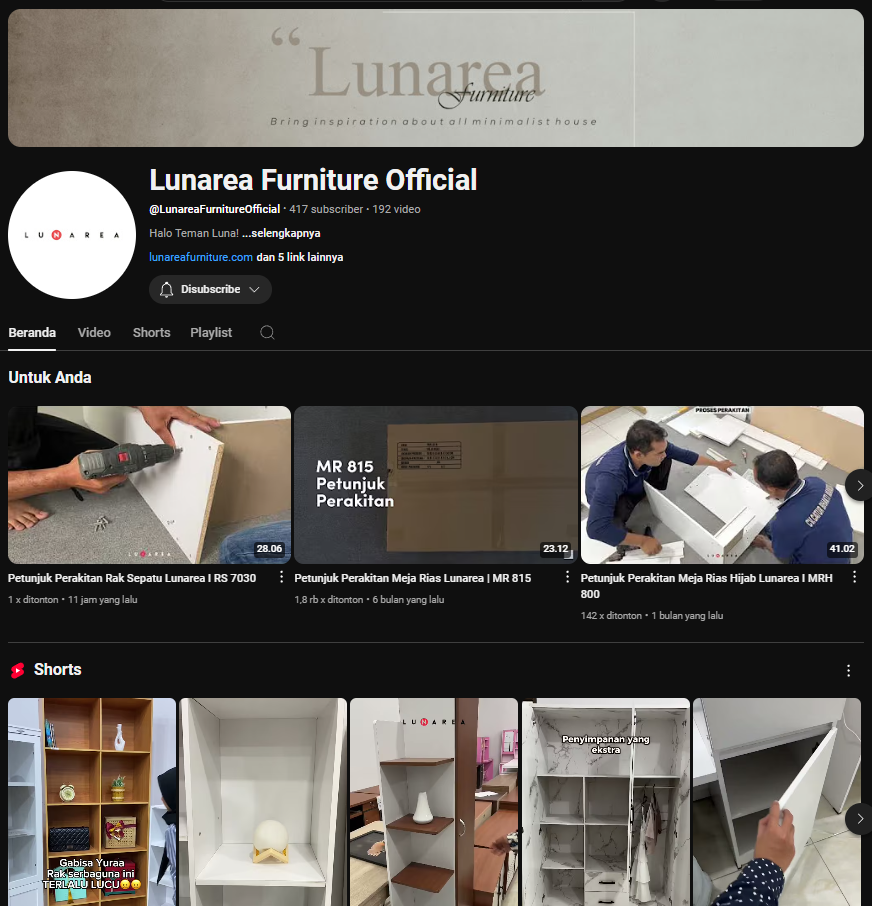 “ Lunarea
Furniture
Bring inspiration about all minimalist house
LUNAREA
Lunarea Furniture Official
@LunareaFurnitureOfficial · 417 subscriber · 192 video
Halo Teman Luna! ...selengkapnya
lunareafurniture.com dan 5 link lainnya
Disubscribe
Beranda Video Shorts Playlist
Untuk Anda
LUNAREA
28.06
MR 815
Petunjuk
Perakitan
23.12
PROSES PERAKITAN
LUNAREA
41.02
Petunjuk Perakitan Rak Sepatu Lunarea I RS 7030
1 x ditonton • 11 jam yang lalu
Petunjuk Perakitan Meja Rias Lunarea | MR 815
1,8 rb x ditonton • 6 bulan yang lalu
Petunjuk Perakitan Meja Rias Hijab Lunarea I MRH
800
142 x ditonton • 1 bulan yang lalu
Shorts
Gabisa Yuraa
Rak serbaguna ini
TERLALU LUCU
LUNAREA
Penyimpanan yang
ekstra